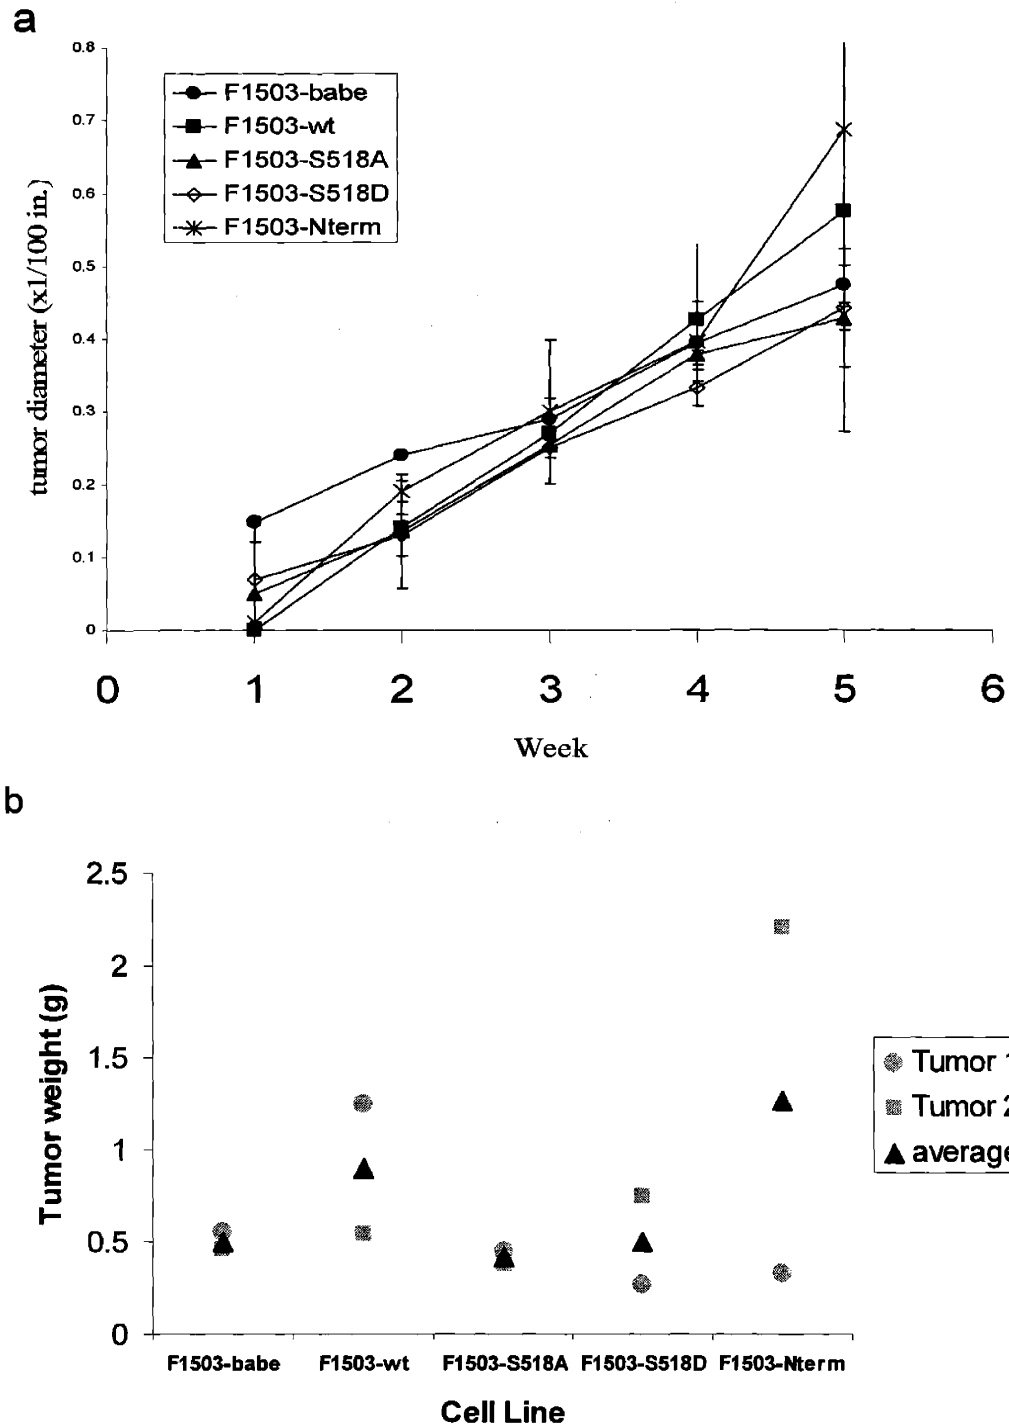 a
0.8
0.7
0.6
0.5
0.4
0.3
0.2
0.1
0
tumor diameter (x1/100 in.)
F1503-babe
F1503-wt
F1503-S518A
F1503-S518D
F1503-Nterm
0 1 2 3 4 5 6
Week
b
2.5
2
1.5
1
0.5
0
Tumor weight (g)
Tumor 1
Tumor 2
average
F1503-babe F1503-wt F1503-S518A F1503-S518D F1503-Nterm
Cell Line